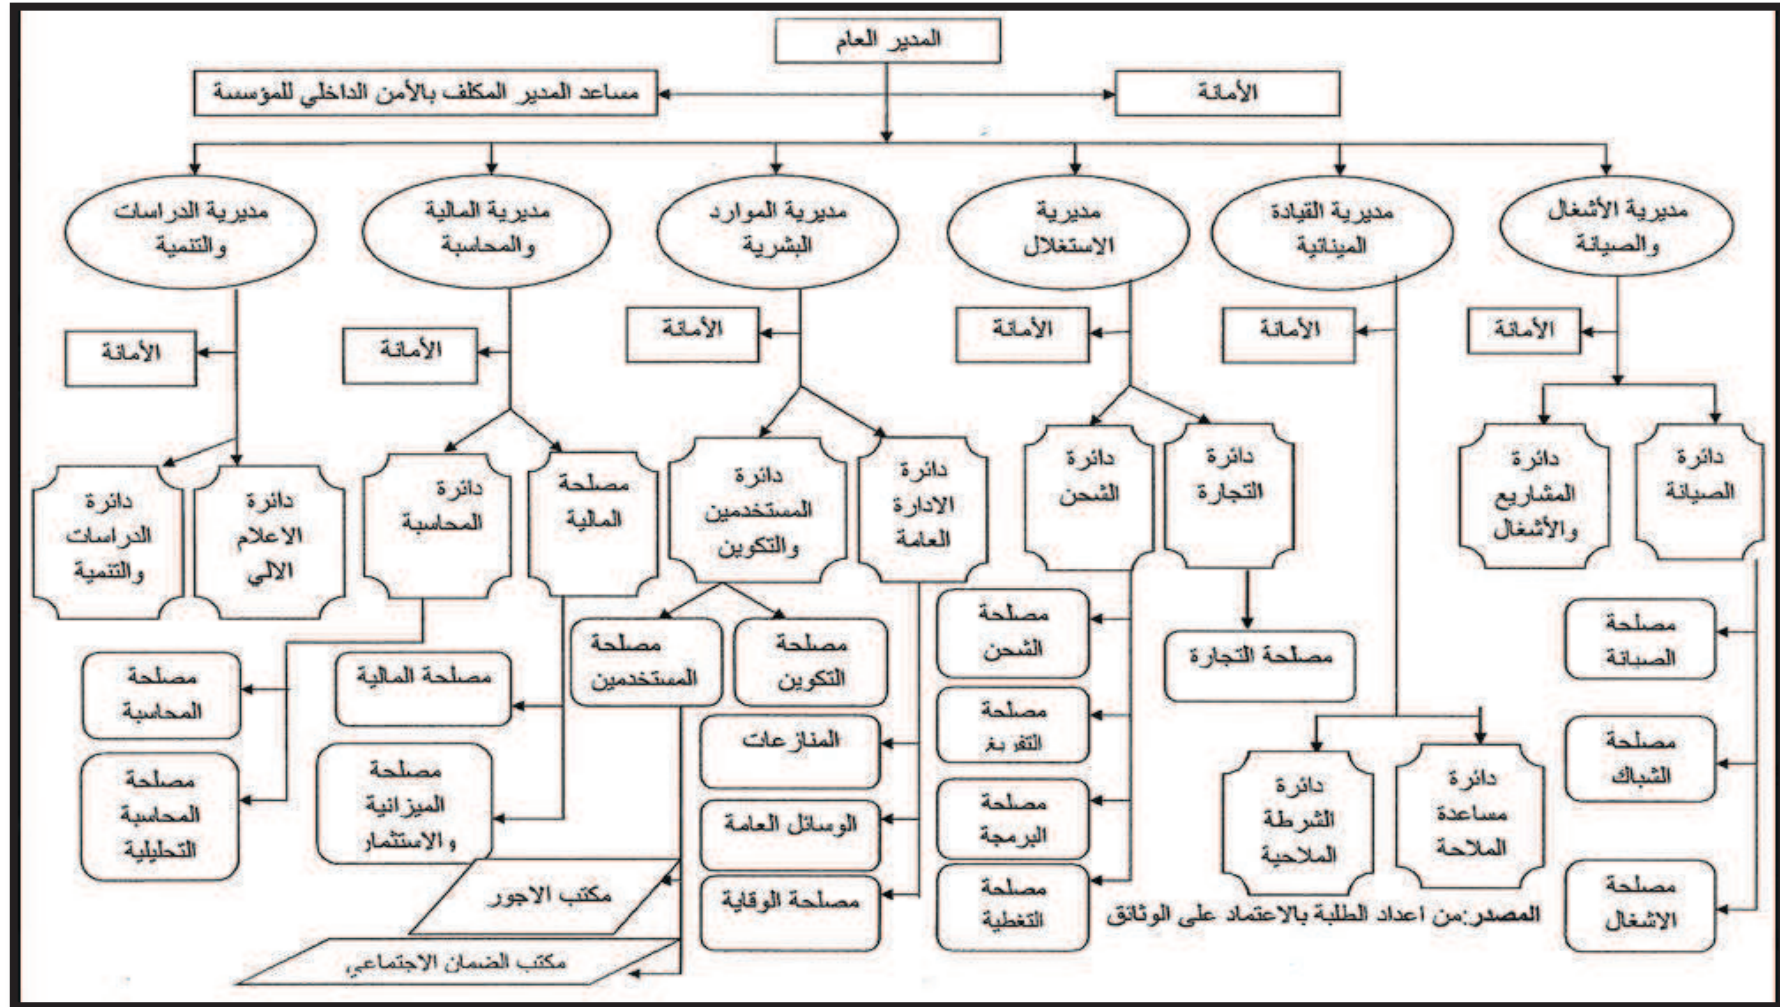 المدير العام
الأمانة
مساعد المدير المكلف بالأمن الداخلي للمؤسسة
مديرية الأشغال
والصيانة
مديرية القيادة
المينائية
مديرية
الاستغلال
مديرية الموارد
البشرية
مديرية المالية
والمحاسبة
مديرية الدراسات
والتنمية
الأمانة
الأمانة
الأمانة
الأمانة
الأمانة
الأمانة
دائرة
الصيانة
دائرة
المشاريع
والأشغال
دائرة
التجارة
دائرة
الشحن
دائرة
الادارة
العامة
دائرة
المستخدمين
والتكوين
مصلحة
المالية
دائرة
المحاسبة
دائرة
الاعلام
الالي
دائرة
الدراسات
والتنمية
مصلحة
الصيانة
مصلحة
الشباك
مصلحة
الاشغال
مصلحة التجارة
دائرة
مساعدة
الملاحة
دائرة
الشرطة
الملاحية
مصلحة
الشحن
مصلحة
التفريغ
مصلحة
البرمجة
مصلحة
التغطية
مصلحة
التكوين
مصلحة
المستخدمين
المنازعات
الوسائل العامة
مصلحة الوقاية
مصلحة المالية
مصلحة
الميزانية
والاستثمار
مصلحة
المحاسبة
مصلحة
المحاسبة
التحليلية
مكتب الاجور
مكتب الضمان الاجتماعي
المصدر:من اعداد الطلبة بالاعتماد على الوثائق